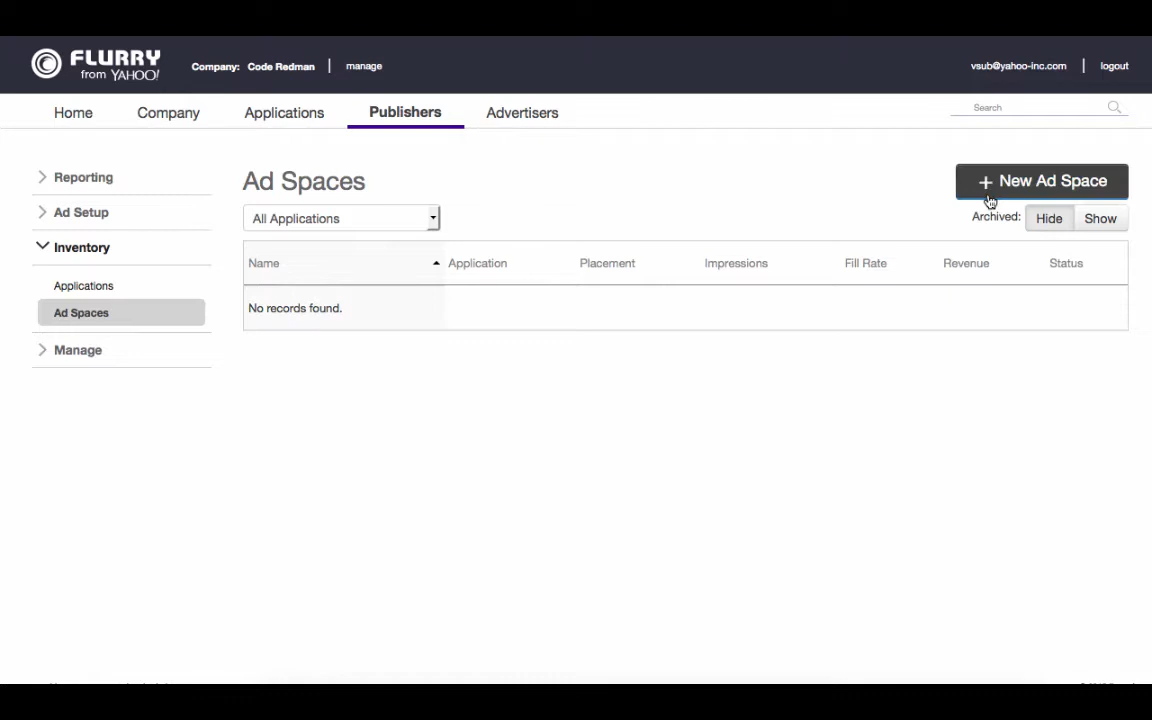 FLURRY
from YAHOO!
Company: Code Redman | manage
vsub@yahoo-inc.com | logout
Home Company Applications Publishers Advertisers
Search
Reporting
Ad Setup
Inventory
Applications
Ad Spaces
Manage
Ad Spaces
+ New Ad Space
All Applications
Archived: Hide Show
Name Application Placement Impressions Fill Rate Revenue Status
No records found.